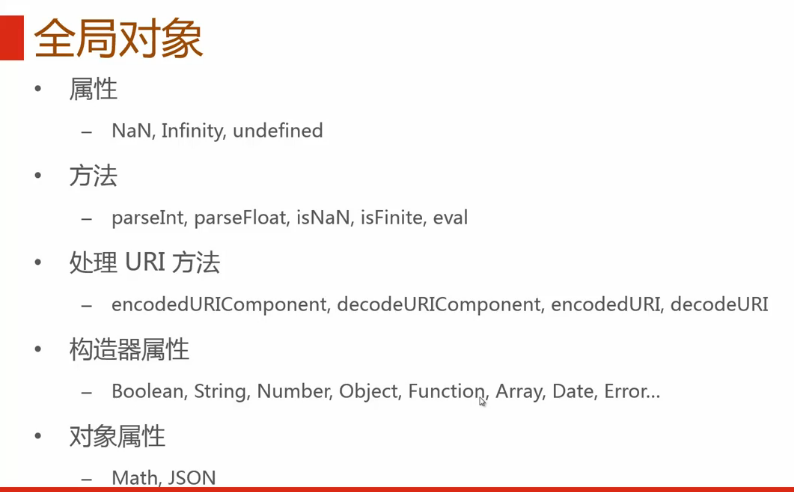 全局对象
• 属性
– NaN, Infinity, undefined
• 方法
– parseInt, parseFloat, isNaN, isFinite, eval
• 处理 URI 方法
– encodedURIComponent, decodeURIComponent, encodedURI, decodeURI
• 构造器属性
– Boolean, String, Number, Object, Function, Array, Date, Error...
• 对象属性
– Math, JSON